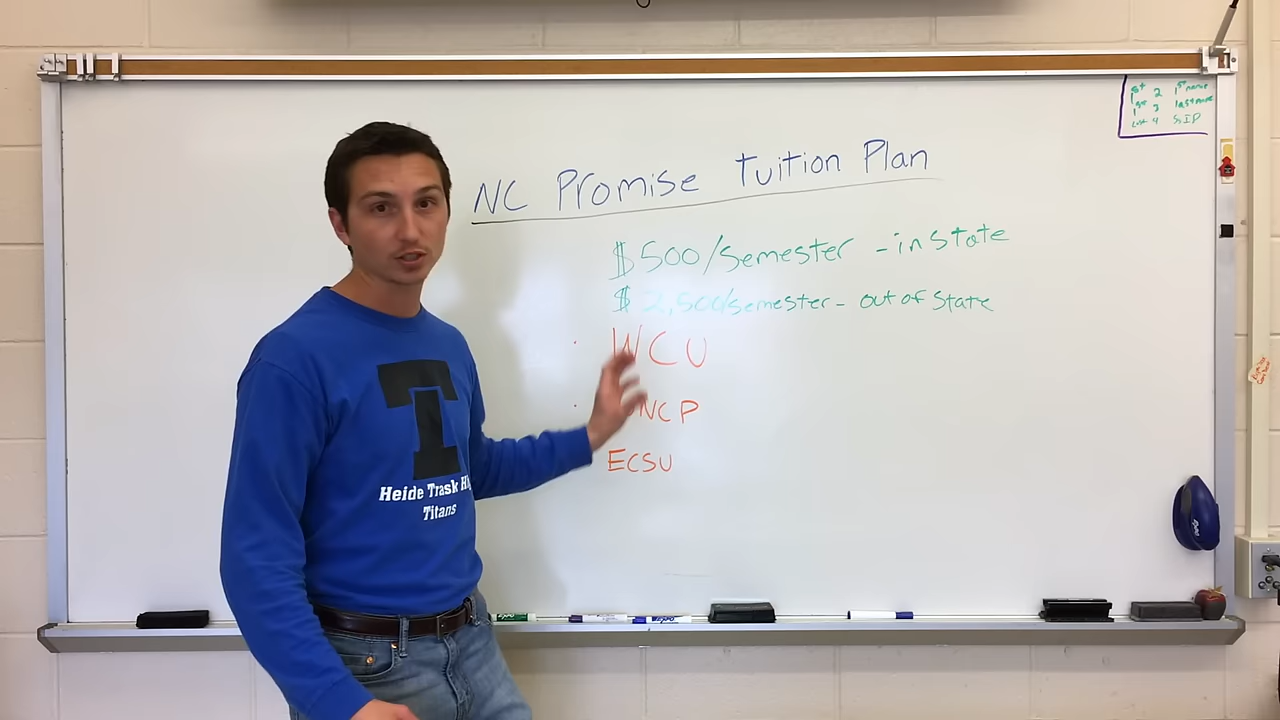 NC Promise Tuition Plan
$500/semester - in state
$2,500/semester - out of state
WCU
UNCP
ECSU
Heide Trask
Titans
T
EXPO